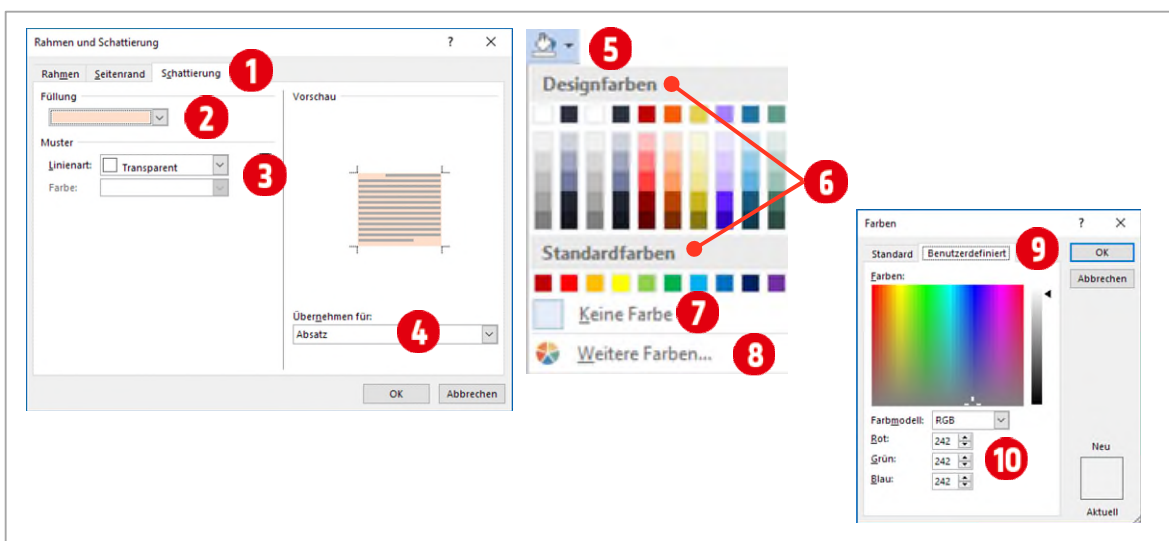 Rahmen und Schattierung ? ×
Rahmen Seitenrand Schattierung 1
Füllung
2
Muster
Linienart: Transparent
3
Farbe:
Vorschau
Übernehmen für:
4
Absatz
OK Abbrechen
5
Designfarben
6
Standardfarben
Keine Farbe 7
Weitere Farben... 8
Farben ? ×
Standard Benutzerdefiniert 9 OK
Farben: Abbrechen
Farbmodell: RGB
Rot: 242
Grün: 242 10
Blau: 242
Neu
Aktuell